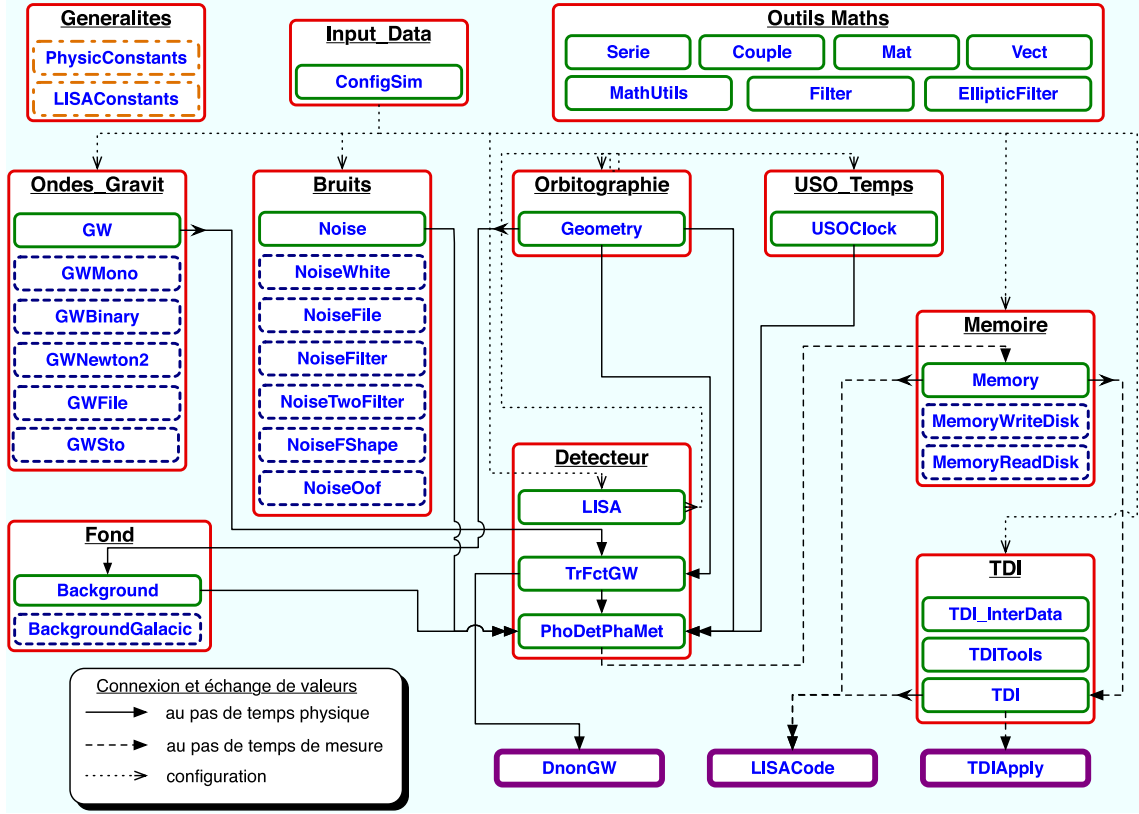 Generalites
PhysicConstants
LISAConstants
Input_Data
ConfigSim
Outils Maths
Serie
Couple
Mat
Vect
MathUtils
Filter
EllipticFilter
Ondes_Gravit
GW
GWMono
GWBinary
GWNewton2
GWFile
GWSto
Bruits
Noise
NoiseWhite
NoiseFile
NoiseFilter
NoiseTwoFilter
NoiseFShape
NoiseOof
Orbitographie
Geometry
USO_Temps
USOClock
Memoire
Memory
MemoryWriteDisk
MemoryReadDisk
Detecteur
LISA
TrFctGW
PhoDetPhaMet
Fond
Background
BackgroundGalacic
TDI
TDI_InterData
TDITools
TDI
Connexion et échange de valeurs
au pas de temps physique
au pas de temps de mesure
configuration
DnonGW
LISACode
TDIApply